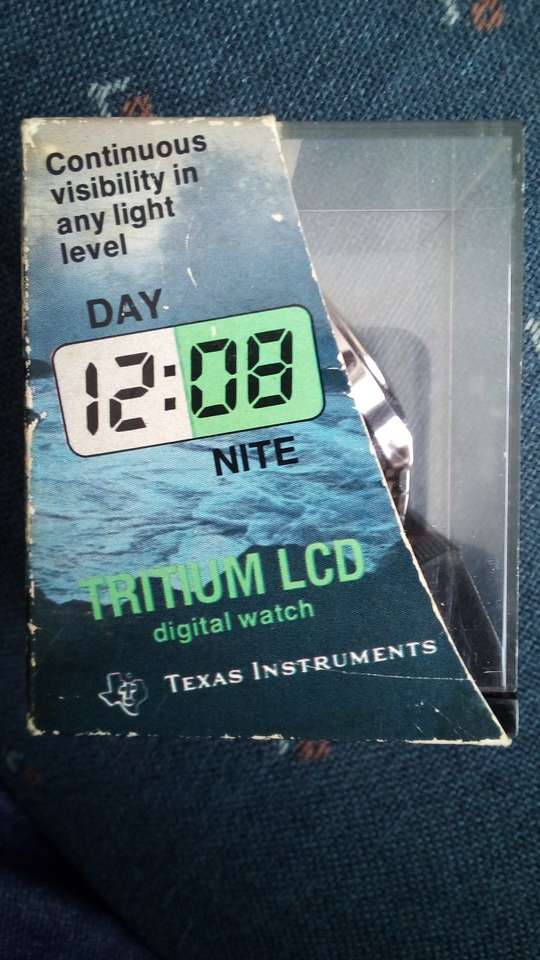 Continuous
visibility in
any light
level
DAY
12:08
NITE
TRITIUM LCD
digital watch
TEXAS INSTRUMENTS